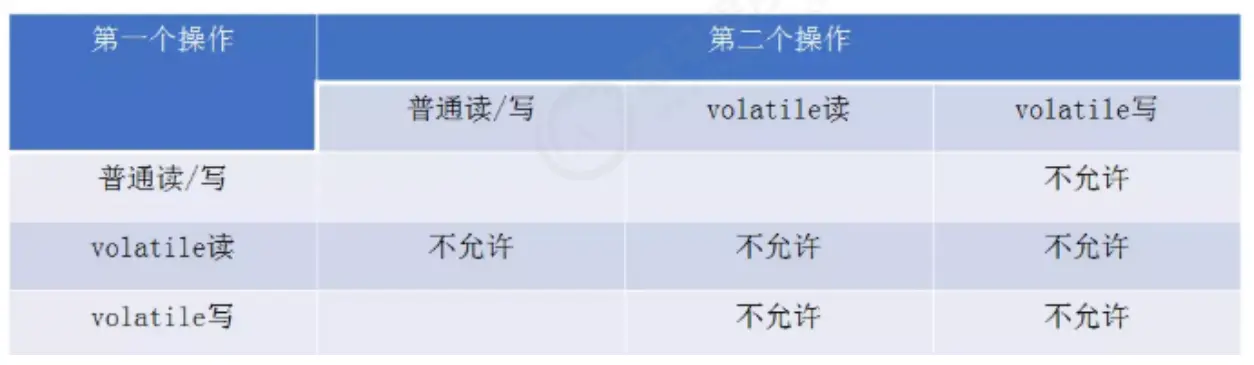 第一个操作 第二个操作
普通读/写 volatile读 volatile写
普通读/写 不允许
volatile读 不允许 不允许 不允许
volatile写 不允许 不允许